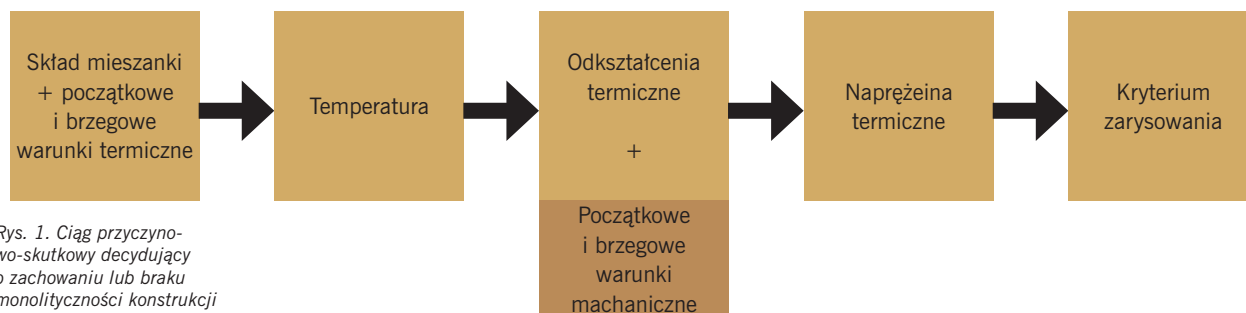 Skład mieszanki
+ początkowe
i brzegowe
warunki termiczne
Temperatura
Odkształcenia
termiczne
+
Początkowe
i brzegowe
warunki
machaniczne
Naprężeina
termiczne
Kryterium
zarysowania
Rys. 1. Ciąg przyczyno-
wo-skutkowy decydujący
o zachowaniu lub braku
monolityczności konstrukcji